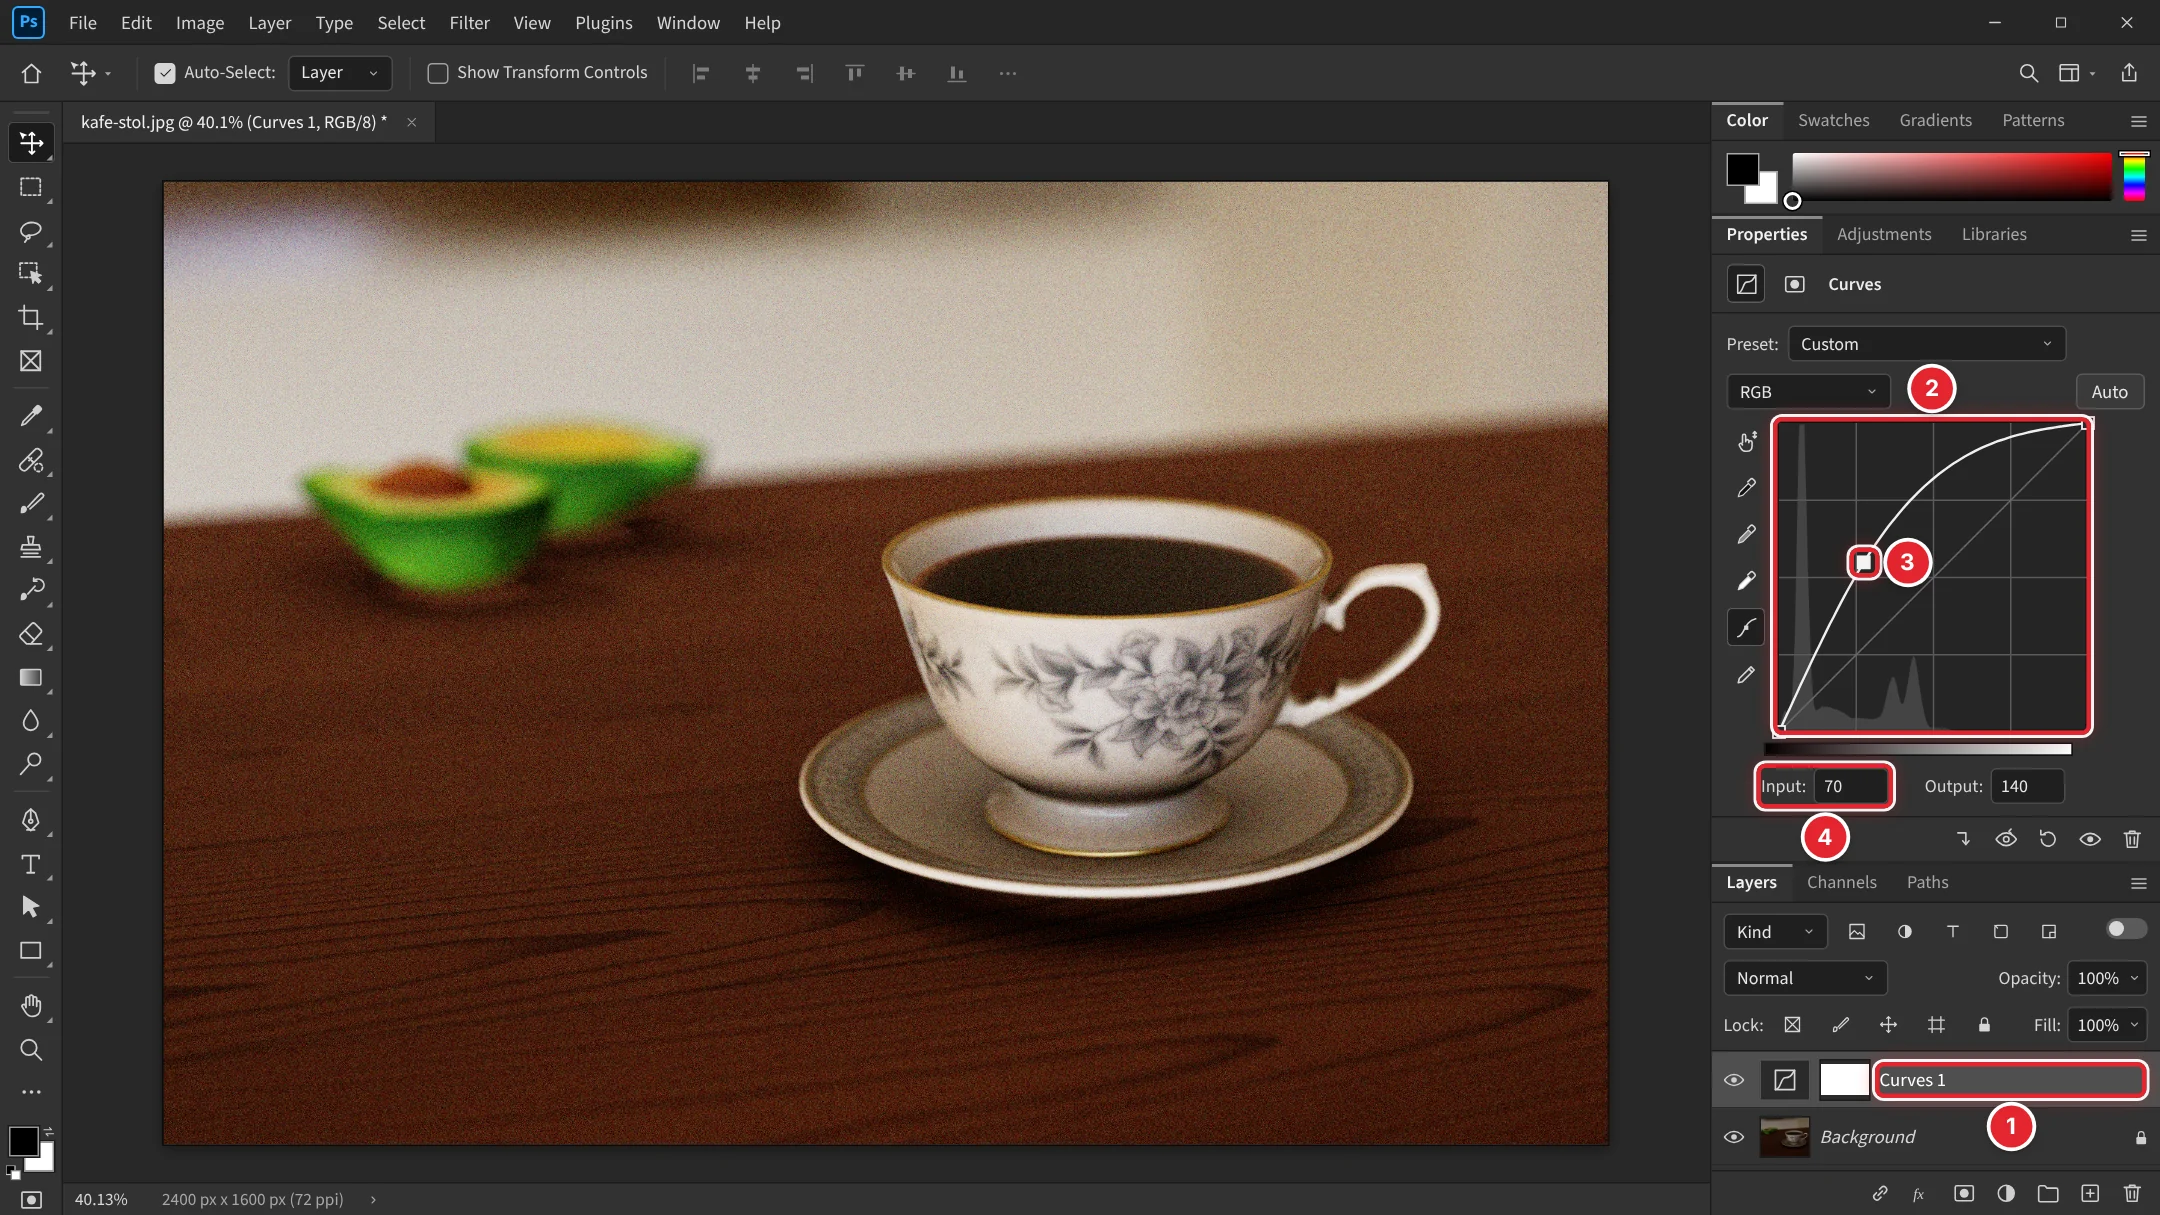 Ps File Edit Image Layer Type Select Filter View Plugins Window Help
Auto-Select: Layer Show Transform Controls
kafe-stol.jpg @ 40.1% (Curves 1, RGB/8) *
Color Swatches Gradients Patterns
Properties Adjustments Libraries
Curves
Preset: Custom
RGB 2 Auto
3
Input: 70 Output: 140
4
Layers Channels Paths
Kind
Normal Opacity: 100%
Lock: Fill: 100%
Curves 1
1
Background
fx
40.13% 2400 px x 1600 px (72 ppi)